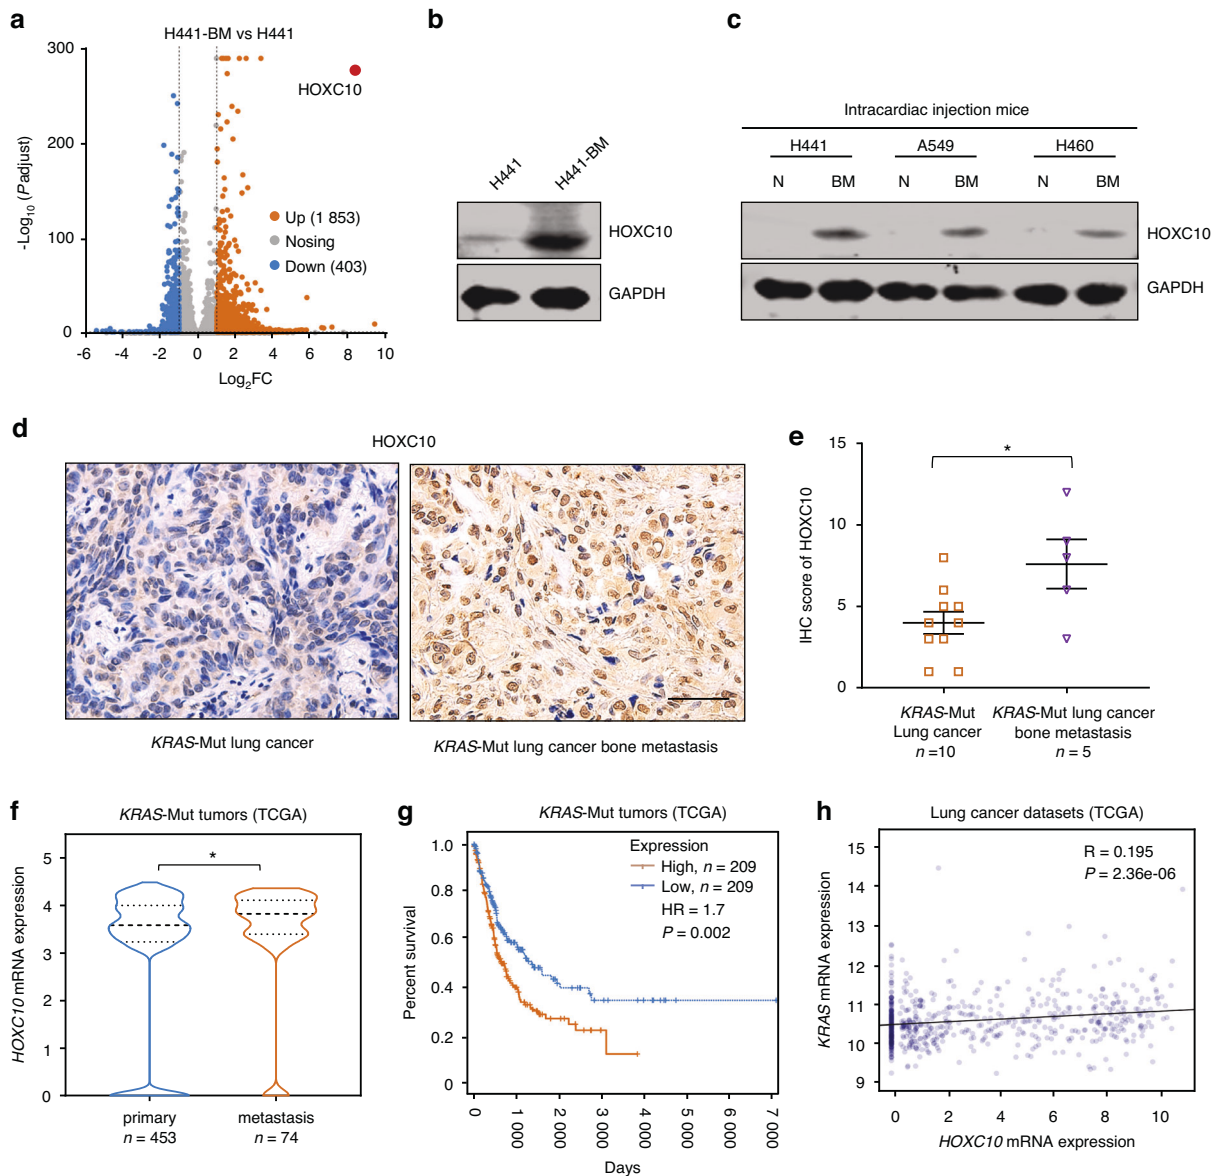 a
H441-BM vs H441
300
200
100
0
-Log10 (Padjust)
HOXC10
Up (1 853)
Nosing
Down (403)
-6 -4 -2 0 2 4 6 8 10
Log2FC
b
H441 H441-BM
HOXC10
GAPDH
c
Intracardiac injection mice
H441 A549 H460
N BM N BM N BM
HOXC10
GAPDH
d
HOXC10
KRAS-Mut lung cancer
KRAS-Mut lung cancer bone metastasis
e
15
10
5
0
IHC score of HOXC10
*
KRAS-Mut
Lung cancer
n =10
KRAS-Mut lung cancer
bone metastasis
n = 5
f
KRAS-Mut tumors (TCGA)
5
4
3
2
1
0
HOXC10 mRNA expression
*
primary
n = 453
metastasis
n = 74
g
KRAS-Mut tumors (TCGA)
1.0
0.8
0.6
0.4
0.2
0
Percent survival
Expression
High, n = 209
Low, n = 209
HR = 1.7
P = 0.002
0 1 000 2 000 3 000 4 000 5 000 6 000 7 000
Days
h
Lung cancer datasets (TCGA)
15
14
13
12
11
10
9
KRAS mRNA expression
R = 0.195
P = 2.36e-06
0 2 4 6 8 10
HOXC10 mRNA expression